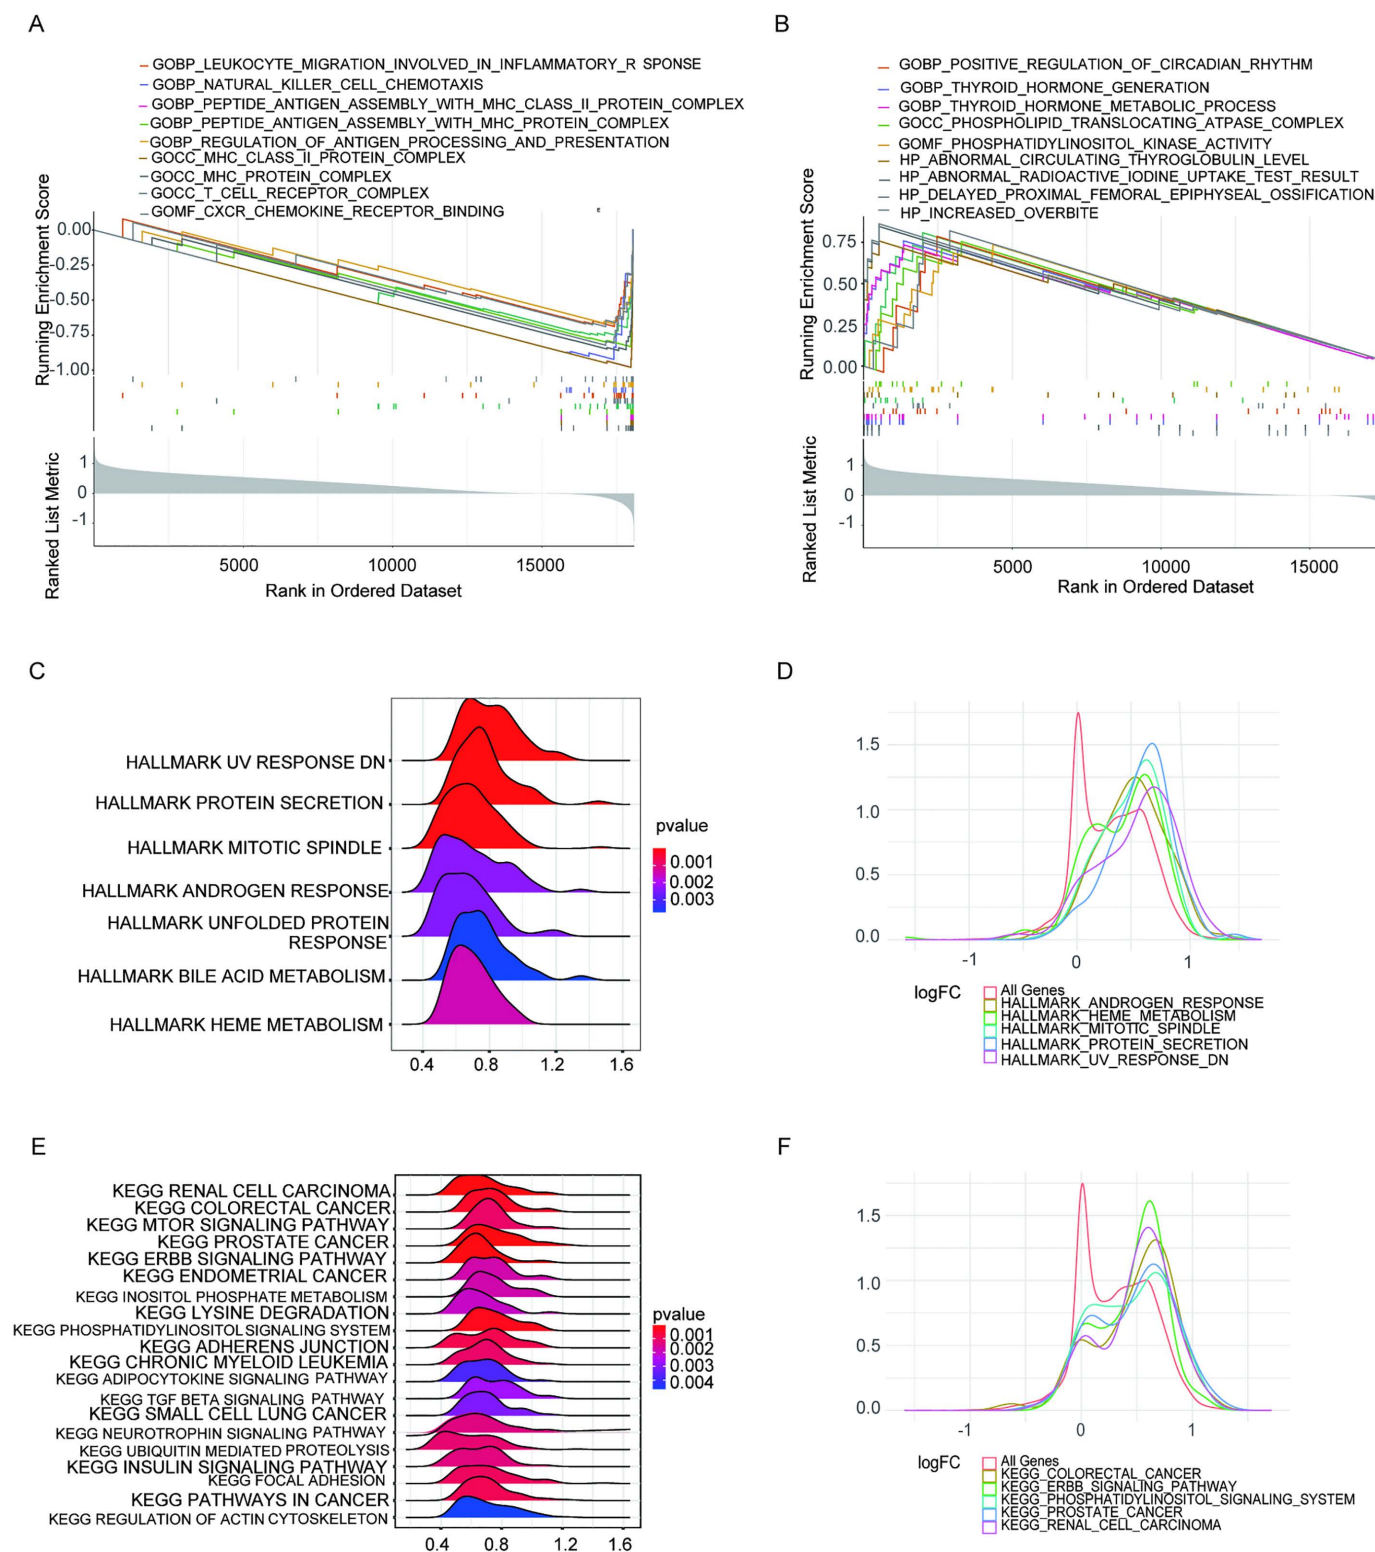 A
GOBP_LEUKOCYTE_MIGRATION_INVOLVED_IN_INFLAMMATORY_R SPONSE
GOBP_NATURAL_KILLER_CELL_CHEMOTAXIS
GOBP_PEPTIDE_ANTIGEN_ASSEMBLY_WITH_MHC_CLASS_II_PROTEIN_COMPLEX
GOBP_PEPTIDE_ANTIGEN_ASSEMBLY_WITH_MHC_PROTEIN_COMPLEX
GOBP_REGULATION_OF_ANTIGEN_PROCESSING_AND_PRESENTATION
GOCC_MHC_CLASS_II_PROTEIN_COMPLEX
GOCC_MHC_PROTEIN_COMPLEX
GOCC_T_CELL_RECEPTOR_COMPLEX
GOMF_CXCR_CHEMOKINE_RECEPTOR_BINDING
E
Running Enrichment Score
0.00
-0.25
-0.50
-0.75
-1.00
Ranked List Metric
1
0
-1
5000
10000
15000
Rank in Ordered Dataset
B
GOBP_POSITIVE_REGULATION_OF_CIRCADIAN_RHYTHM
GOBP_THYROID_HORMONE_GENERATION
GOBP_THYROID_HORMONE_METABOLIC_PROCESS
GOCC_PHOSPHOLIPID_TRANSLOCATING_ATPASE_COMPLEX
GOMF_PHOSPHATIDYLINOSITOL_KINASE_ACTIVITY
HP_ABNORMAL_CIRCULATING_THYROGLOBULIN_LEVEL
HP_ABNORMAL_RADIOACTIVE_IODINE_UPTAKE_TEST_RESULT
HP_DELAYED_PROXIMAL_FEMORAL_EPIPHYSEAL_OSSIFICATION
HP_INCREASED_OVERBITE
Running Enrichment Score
0.75
0.50
0.25
0.00
Ranked List Metric
1
0
-1
5000
10000
15000
Rank in Ordered Dataset
C
HALLMARK UV RESPONSE DN
HALLMARK PROTEIN SECRETION
HALLMARK MITOTIC SPINDLE
HALLMARK ANDROGEN RESPONSE
HALLMARK UNFOLDED PROTEIN
RESPONSE
HALLMARK BILE ACID METABOLISM
HALLMARK HEME METABOLISM
0.4
0.8
1.2
1.6
pvalue
0.001
0.002
0.003
D
1.5
1.0
0.5
0.0
-1
0
1
logFC
All Genes
HALLMARK_ANDROGEN_RESPONSE
HALLMARK_HEME_METABOLISM
HALLMARK_MITOTIC_SPINDLE
HALLMARK_PROTEIN_SECRETION
HALLMARK_UV_RESPONSE_DN
E
KEGG RENAL CELL CARCINOMA
KEGG COLORECTAL CANCER
KEGG MTOR SIGNALING PATHWAY
KEGG PROSTATE CANCER
KEGG ERBB SIGNALING PATHWAY
KEGG ENDOMETRIAL CANCER
KEGG INOSITOL PHOSPHATE METABOLISM
KEGG LYSINE DEGRADATION
KEGG PHOSPHATIDYLINOSITOL SIGNALING SYSTEM
KEGG ADHERENS JUNCTION
KEGG CHRONIC MYELOID LEUKEMIA
KEGG ADIPOCYTOKINE SIGNALING PATHWAY
KEGG TGF BETA SIGNALING PATHWAY
KEGG SMALL CELL LUNG CANCER
KEGG NEUROTROPHIN SIGNALING PATHWAY
KEGG UBIQUITIN MEDIATED PROTEOLYSIS
KEGG INSULIN SIGNALING PATHWAY
KEGG FOCAL ADHESION
KEGG PATHWAYS IN CANCER
KEGG REGULATION OF ACTIN CYTOSKELETON
0.4
0.8
1.2
1.6
pvalue
0.001
0.002
0.003
0.004
F
1.5
1.0
0.5
0.0
-1
0
1
logFC
All Genes
KEGG_COLORECTAL_CANCER
KEGG_ERBB_SIGNALING_PATHWAY
KEGG_PHOSPHATIDYLINOSITOL_SIGNALING_SYSTEM
KEGG_PROSTATE_CANCER
KEGG_RENAL_CELL_CARCINOMA